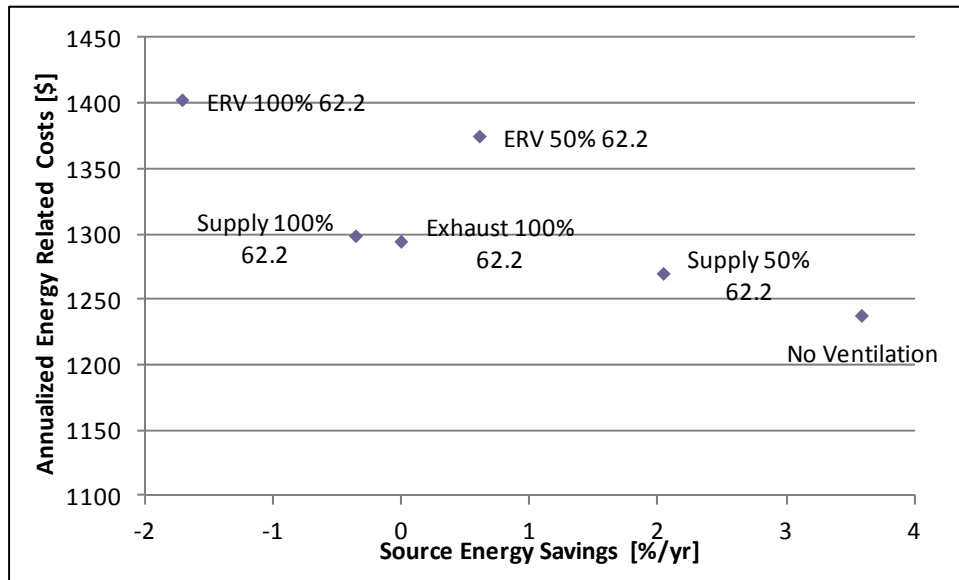 Annualized Energy Related Costs [$]
1450
1400
1350
1300
1250
1200
1150
1100
ERV 100% 62.2
ERV 50% 62.2
Supply 100%
62.2
Exhaust 100%
62.2
Supply 50%
62.2
No Ventilation
-2 -1 0 1 2 3 4
Source Energy Savings [%/yr]